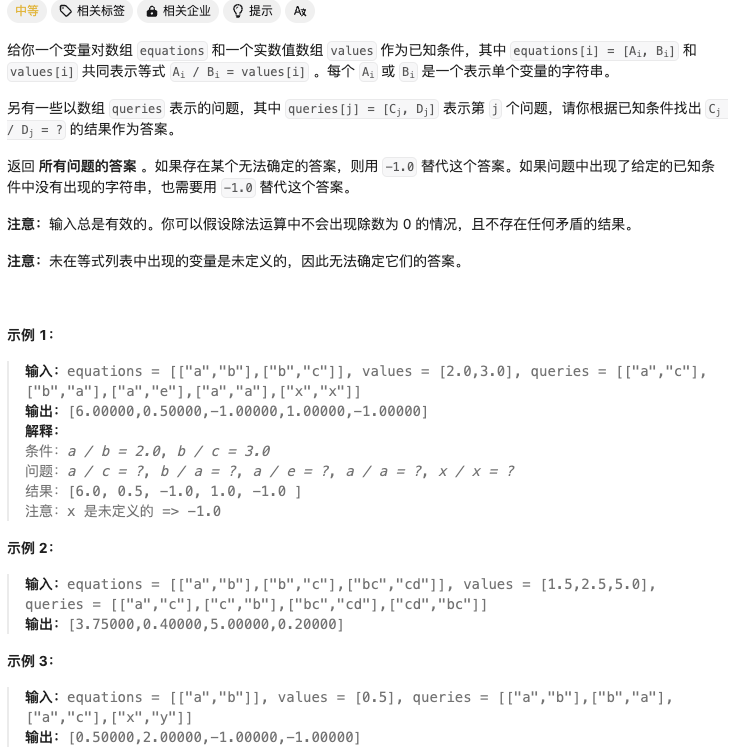 中等 相关标签 相关企业 提示 Ax
给你一个变量对数组 equations 和一个实数值数组 values 作为已知条件，其中 equations[i] = [Ai, Bi] 和
values[i] 共同表示等式 Ai / Bi = values[i] 。每个 Ai 或 Bi 是一个表示单个变量的字符串。
另有一些以数组 queries 表示的问题，其中 queries[j] = [Cj, Dj] 表示第 j 个问题，请你根据已知条件找出 Cj
/ Dj = ? 的结果作为答案。
返回 所有问题的答案 。如果存在某个无法确定的答案，则用 -1.0 替代这个答案。如果问题中出现了给定的已知条
件中没有出现的字符串，也需要用 -1.0 替代这个答案。
注意：输入总是有效的。你可以假设除法运算中不会出现除数为 0 的情况，且不存在任何矛盾的结果。
注意：未在等式列表中出现的变量是未定义的，因此无法确定它们的答案。
示例 1：
输入：equations = [["a","b"],["b","c"]], values = [2.0,3.0], queries = [["a","c"],
["b","a"],["a","e"],["a","a"],["x","x"]]
输出：[6.00000,0.50000,-1.00000,1.00000,-1.00000]
解释：
条件：a / b = 2.0, b / c = 3.0
问题：a / c = ?, b / a = ?, a / e = ?, a / a = ?, x / x = ?
结果：[6.0, 0.5, -1.0, 1.0, -1.0 ]
注意：x 是未定义的 => -1.0
示例 2：
输入：equations = [["a","b"],["b","c"],["bc","cd"]], values = [1.5,2.5,5.0],
queries = [["a","c"],["c","b"],["bc","cd"],["cd","bc"]]
输出：[3.75000,0.40000,5.00000,0.20000]
示例 3：
输入：equations = [["a","b"]], values = [0.5], queries = [["a","b"],["b","a"],
["a","c"],["x","y"]]
输出：[0.50000,2.00000,-1.00000,-1.00000]